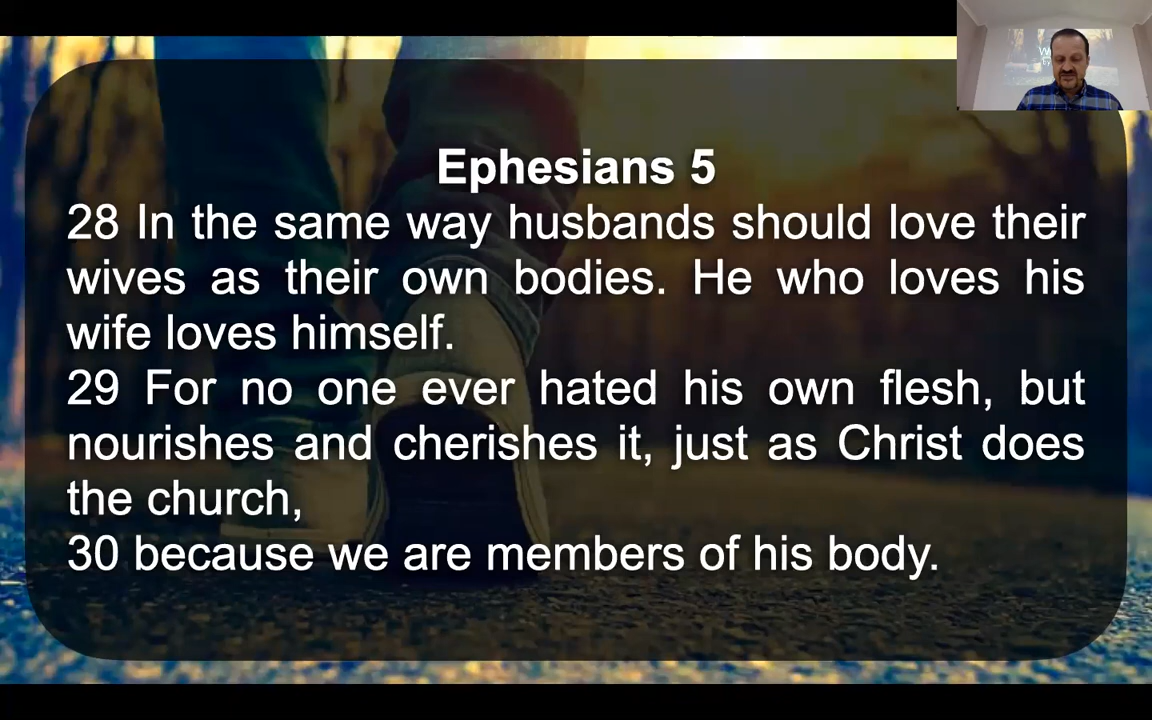 Ephesians 5
28 In the same way husbands should love their
wives as their own bodies. He who loves his
wife loves himself.
29 For no one ever hated his own flesh, but
nourishes and cherishes it, just as Christ does
the church,
30 because we are members of his body.